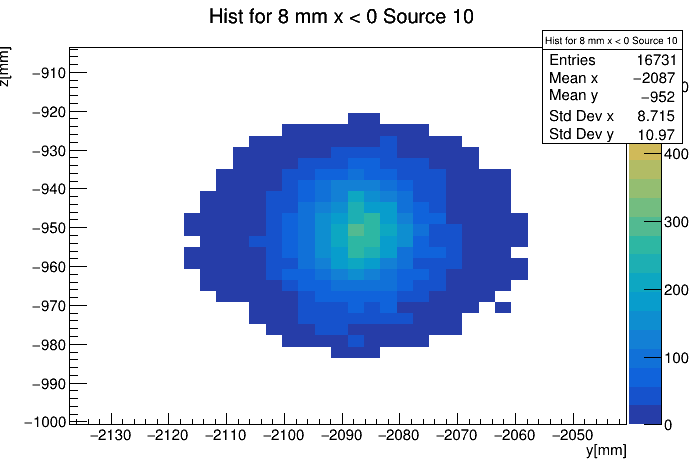 Hist for 8 mm x < 0 Source 10
Hist for 8 mm x < 0 Source 10
Entries 16731
Mean x −2087
Mean y −952
Std Dev x 8.715
Std Dev y 10.97
z[mm]
−910
−920
−930
−940
−950
−960
−970
−980
−990
−1000
−2130 −2120 −2110 −2100 −2090 −2080 −2070 −2060 −2050
y[mm]
400
300
200
100
0